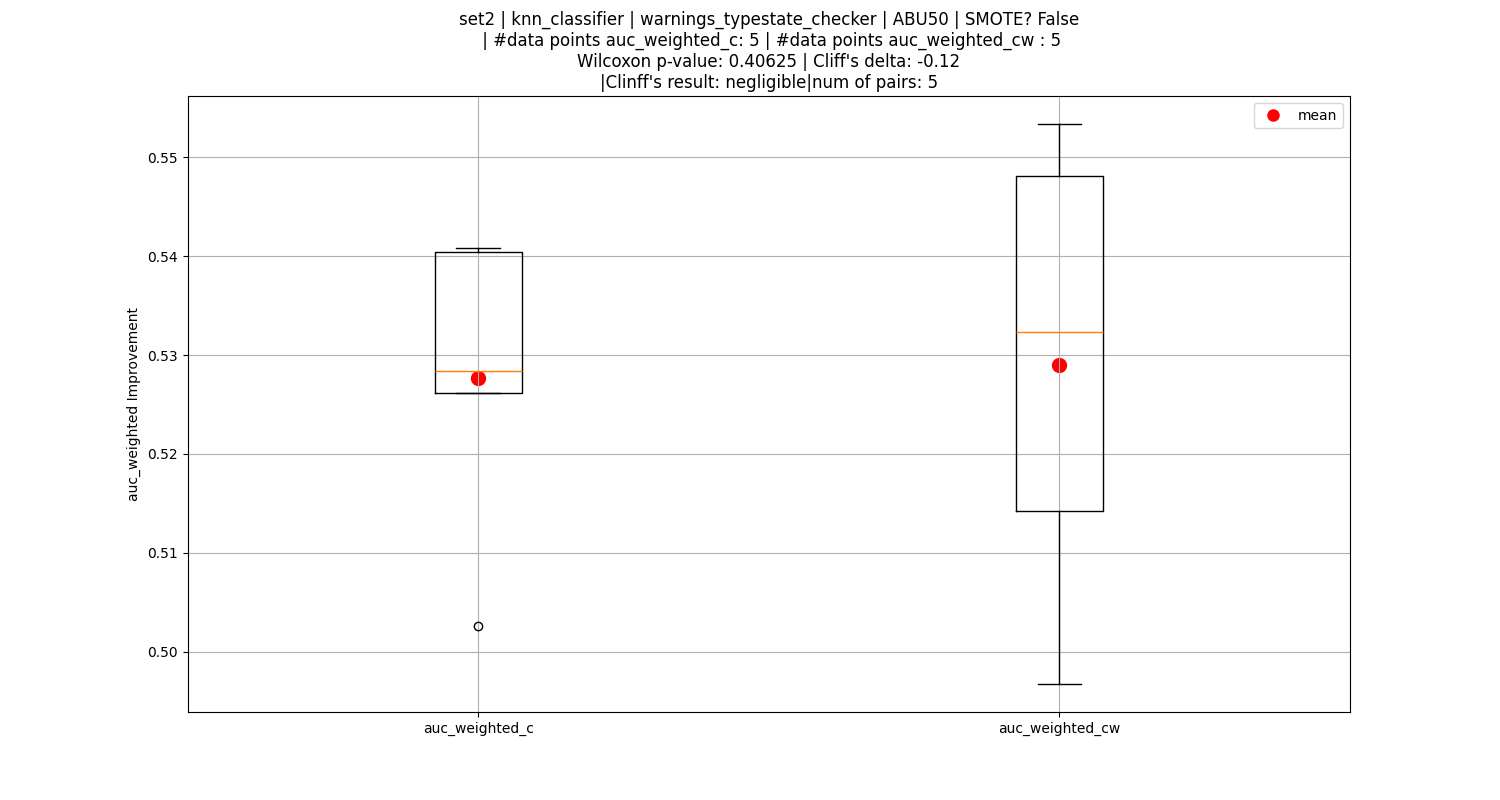 set2 | knn_classifier | warnings_typestate_checker | ABU50 | SMOTE? False
| #data points auc_weighted_c: 5 | #data points auc_weighted_cw : 5
Wilcoxon p-value: 0.40625 | Cliff's delta: -0.12
|Clinff's result: negligible|num of pairs: 5
mean
0.55
0.54
0.53
0.52
0.51
0.50
auc_weighted Improvement
auc_weighted_c
auc_weighted_cw